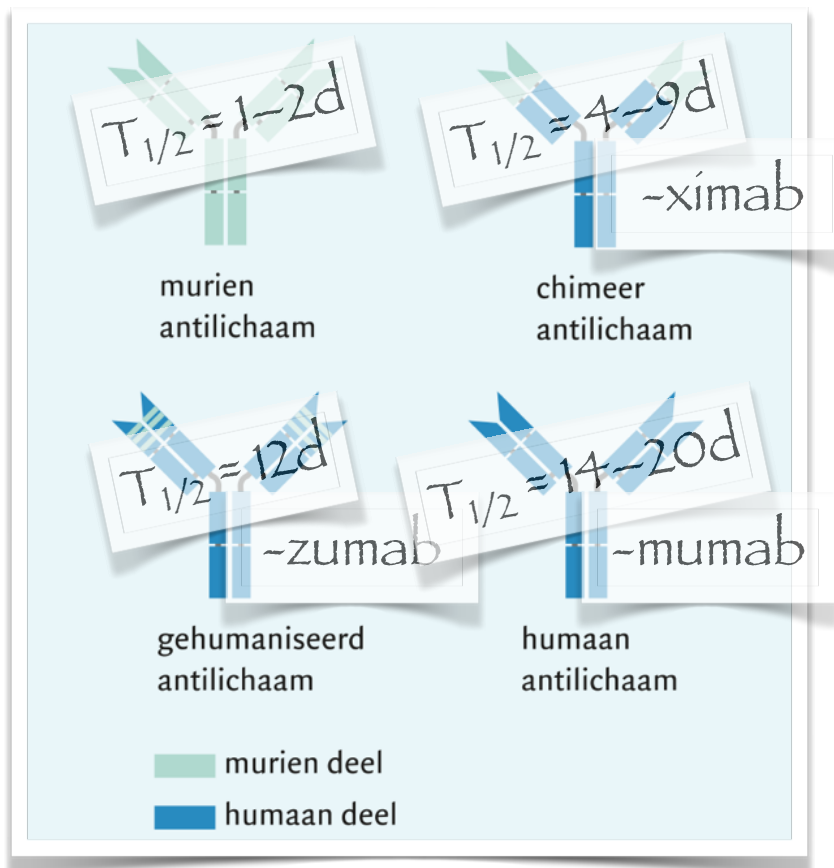 T1/2 = 1–2d
murien
antilichaam
T1/2 = 4–9d
-ximab
chimeer
antilichaam
T1/2 = 12d
-zumab
gehumaniseerd
antilichaam
T1/2 = 14–20d
-mumab
humaan
antilichaam
murien deel
humaan deel